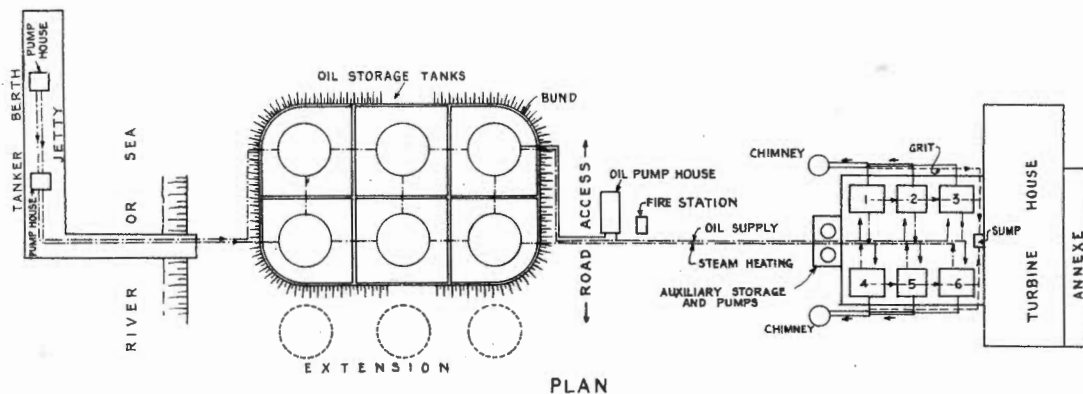 PUMP
HOUSE
TANKER BERTH
JETTY
PUMP HOUSE
RIVER OR SEA
OIL STORAGE TANKS
BUND
EXTENSION
ROAD ACCESS
OIL PUMP HOUSE
FIRE STATION
OIL SUPPLY
STEAM HEATING
AUXILIARY STORAGE
AND PUMPS
CHIMNEY
GRIT
1 2 3
4 5 6
SUMP
CHIMNEY
TURBINE HOUSE
ANNEXE
PLAN